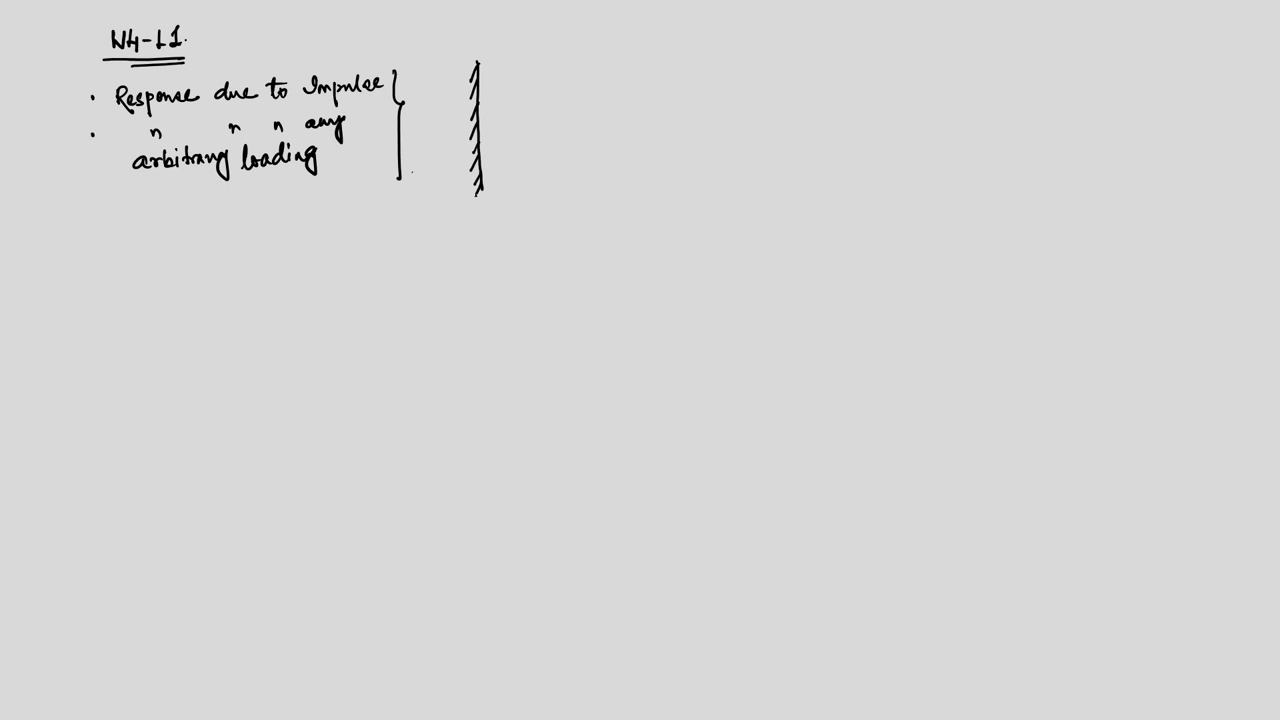 W4-L1.
• Response due to Impulse
• " " " any
arbitrary loading